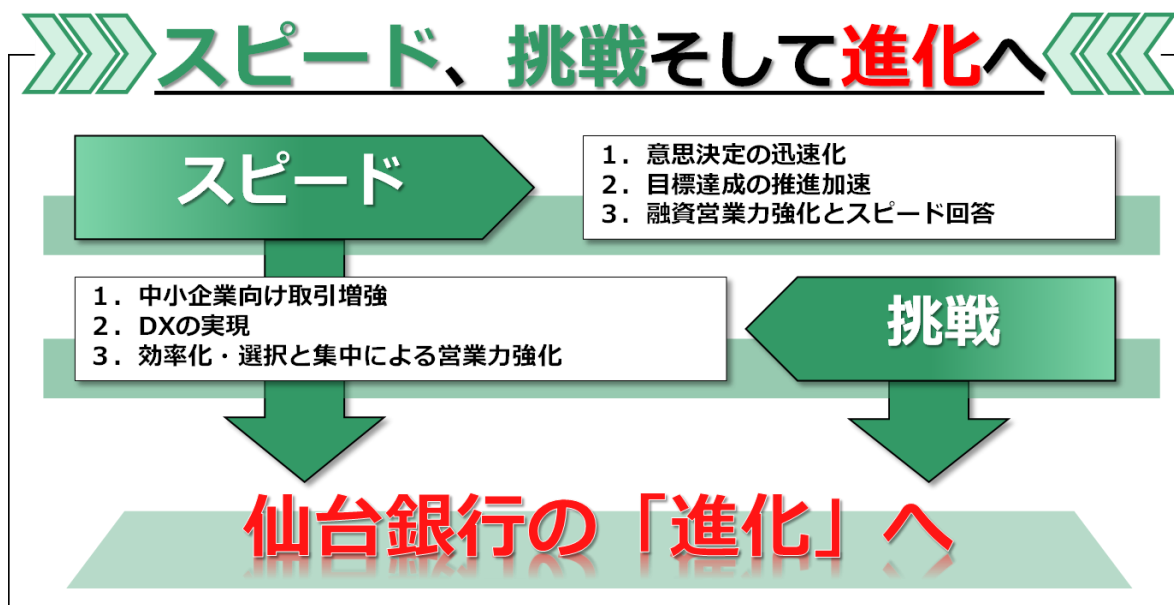 スピード、挑戦そして進化へ
スピード
1．意思決定の迅速化
2．目標達成の推進加速
3．融資営業力強化とスピード回答
1．中小企業向け取引増強
2．DXの実現
3．効率化・選択と集中による営業力強化
挑戦
仙台銀行の「進化」へ